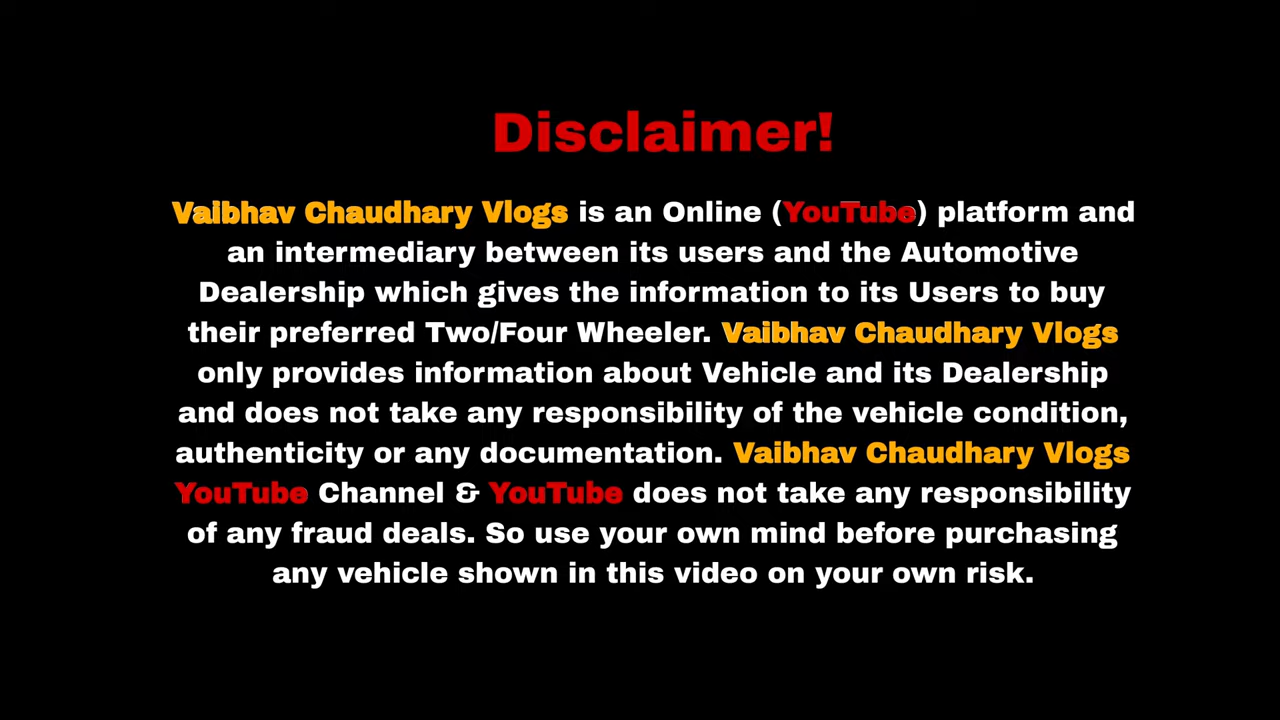 Disclaimer!
Vaibhav Chaudhary Vlogs is an Online (YouTube) platform and
an intermediary between its users and the Automotive
Dealership which gives the information to its Users to buy
their preferred Two/Four Wheeler. Vaibhav Chaudhary Vlogs
only provides information about Vehicle and its Dealership
and does not take any responsibility of the vehicle condition,
authenticity or any documentation. Vaibhav Chaudhary Vlogs
YouTube Channel & YouTube does not take any responsibility
of any fraud deals. So use your own mind before purchasing
any vehicle shown in this video on your own risk.